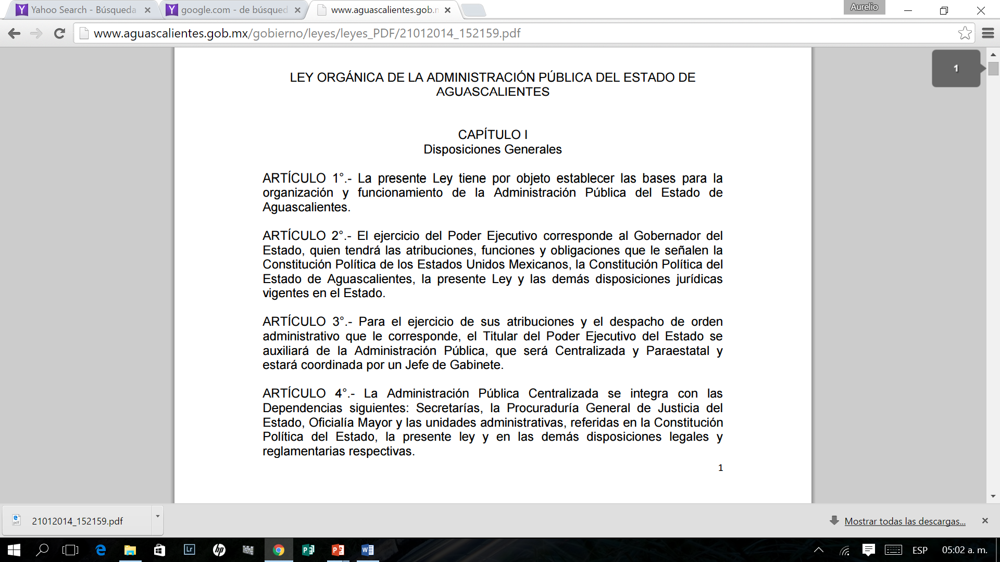 Yahoo Search - Búsqueda
google.com - de búsqued
www.aguascalientes.gob.m
Aurelio
www.aguascalientes.gob.mx/gobierno/leyes/leyes_PDF/21012014_152159.pdf
1
LEY ORGÁNICA DE LA ADMINISTRACIÓN PÚBLICA DEL ESTADO DE
AGUASCALIENTES
CAPÍTULO I
Disposiciones Generales
ARTÍCULO 1°.- La presente Ley tiene por objeto establecer las bases para la
organización y funcionamiento de la Administración Pública del Estado de
Aguascalientes.
ARTÍCULO 2°.- El ejercicio del Poder Ejecutivo corresponde al Gobernador del
Estado, quien tendrá las atribuciones, funciones y obligaciones que le señalen la
Constitución Política de los Estados Unidos Mexicanos, la Constitución Política del
Estado de Aguascalientes, la presente Ley y las demás disposiciones jurídicas
vigentes en el Estado.
ARTÍCULO 3°.- Para el ejercicio de sus atribuciones y el despacho de orden
administrativo que le corresponde, el Titular del Poder Ejecutivo del Estado se
auxiliará de la Administración Pública, que será Centralizada y Paraestatal y
estará coordinada por un Jefe de Gabinete.
ARTÍCULO 4°.- La Administración Pública Centralizada se integra con las
Dependencias siguientes: Secretarías, la Procuraduría General de Justicia del
Estado, Oficialía Mayor y las unidades administrativas, referidas en la Constitución
Política del Estado, la presente ley y en las demás disposiciones legales y
reglamentarias respectivas.
1
21012014_152159.pdf
Mostrar todas las descargas...
ESP
05:02 a. m.